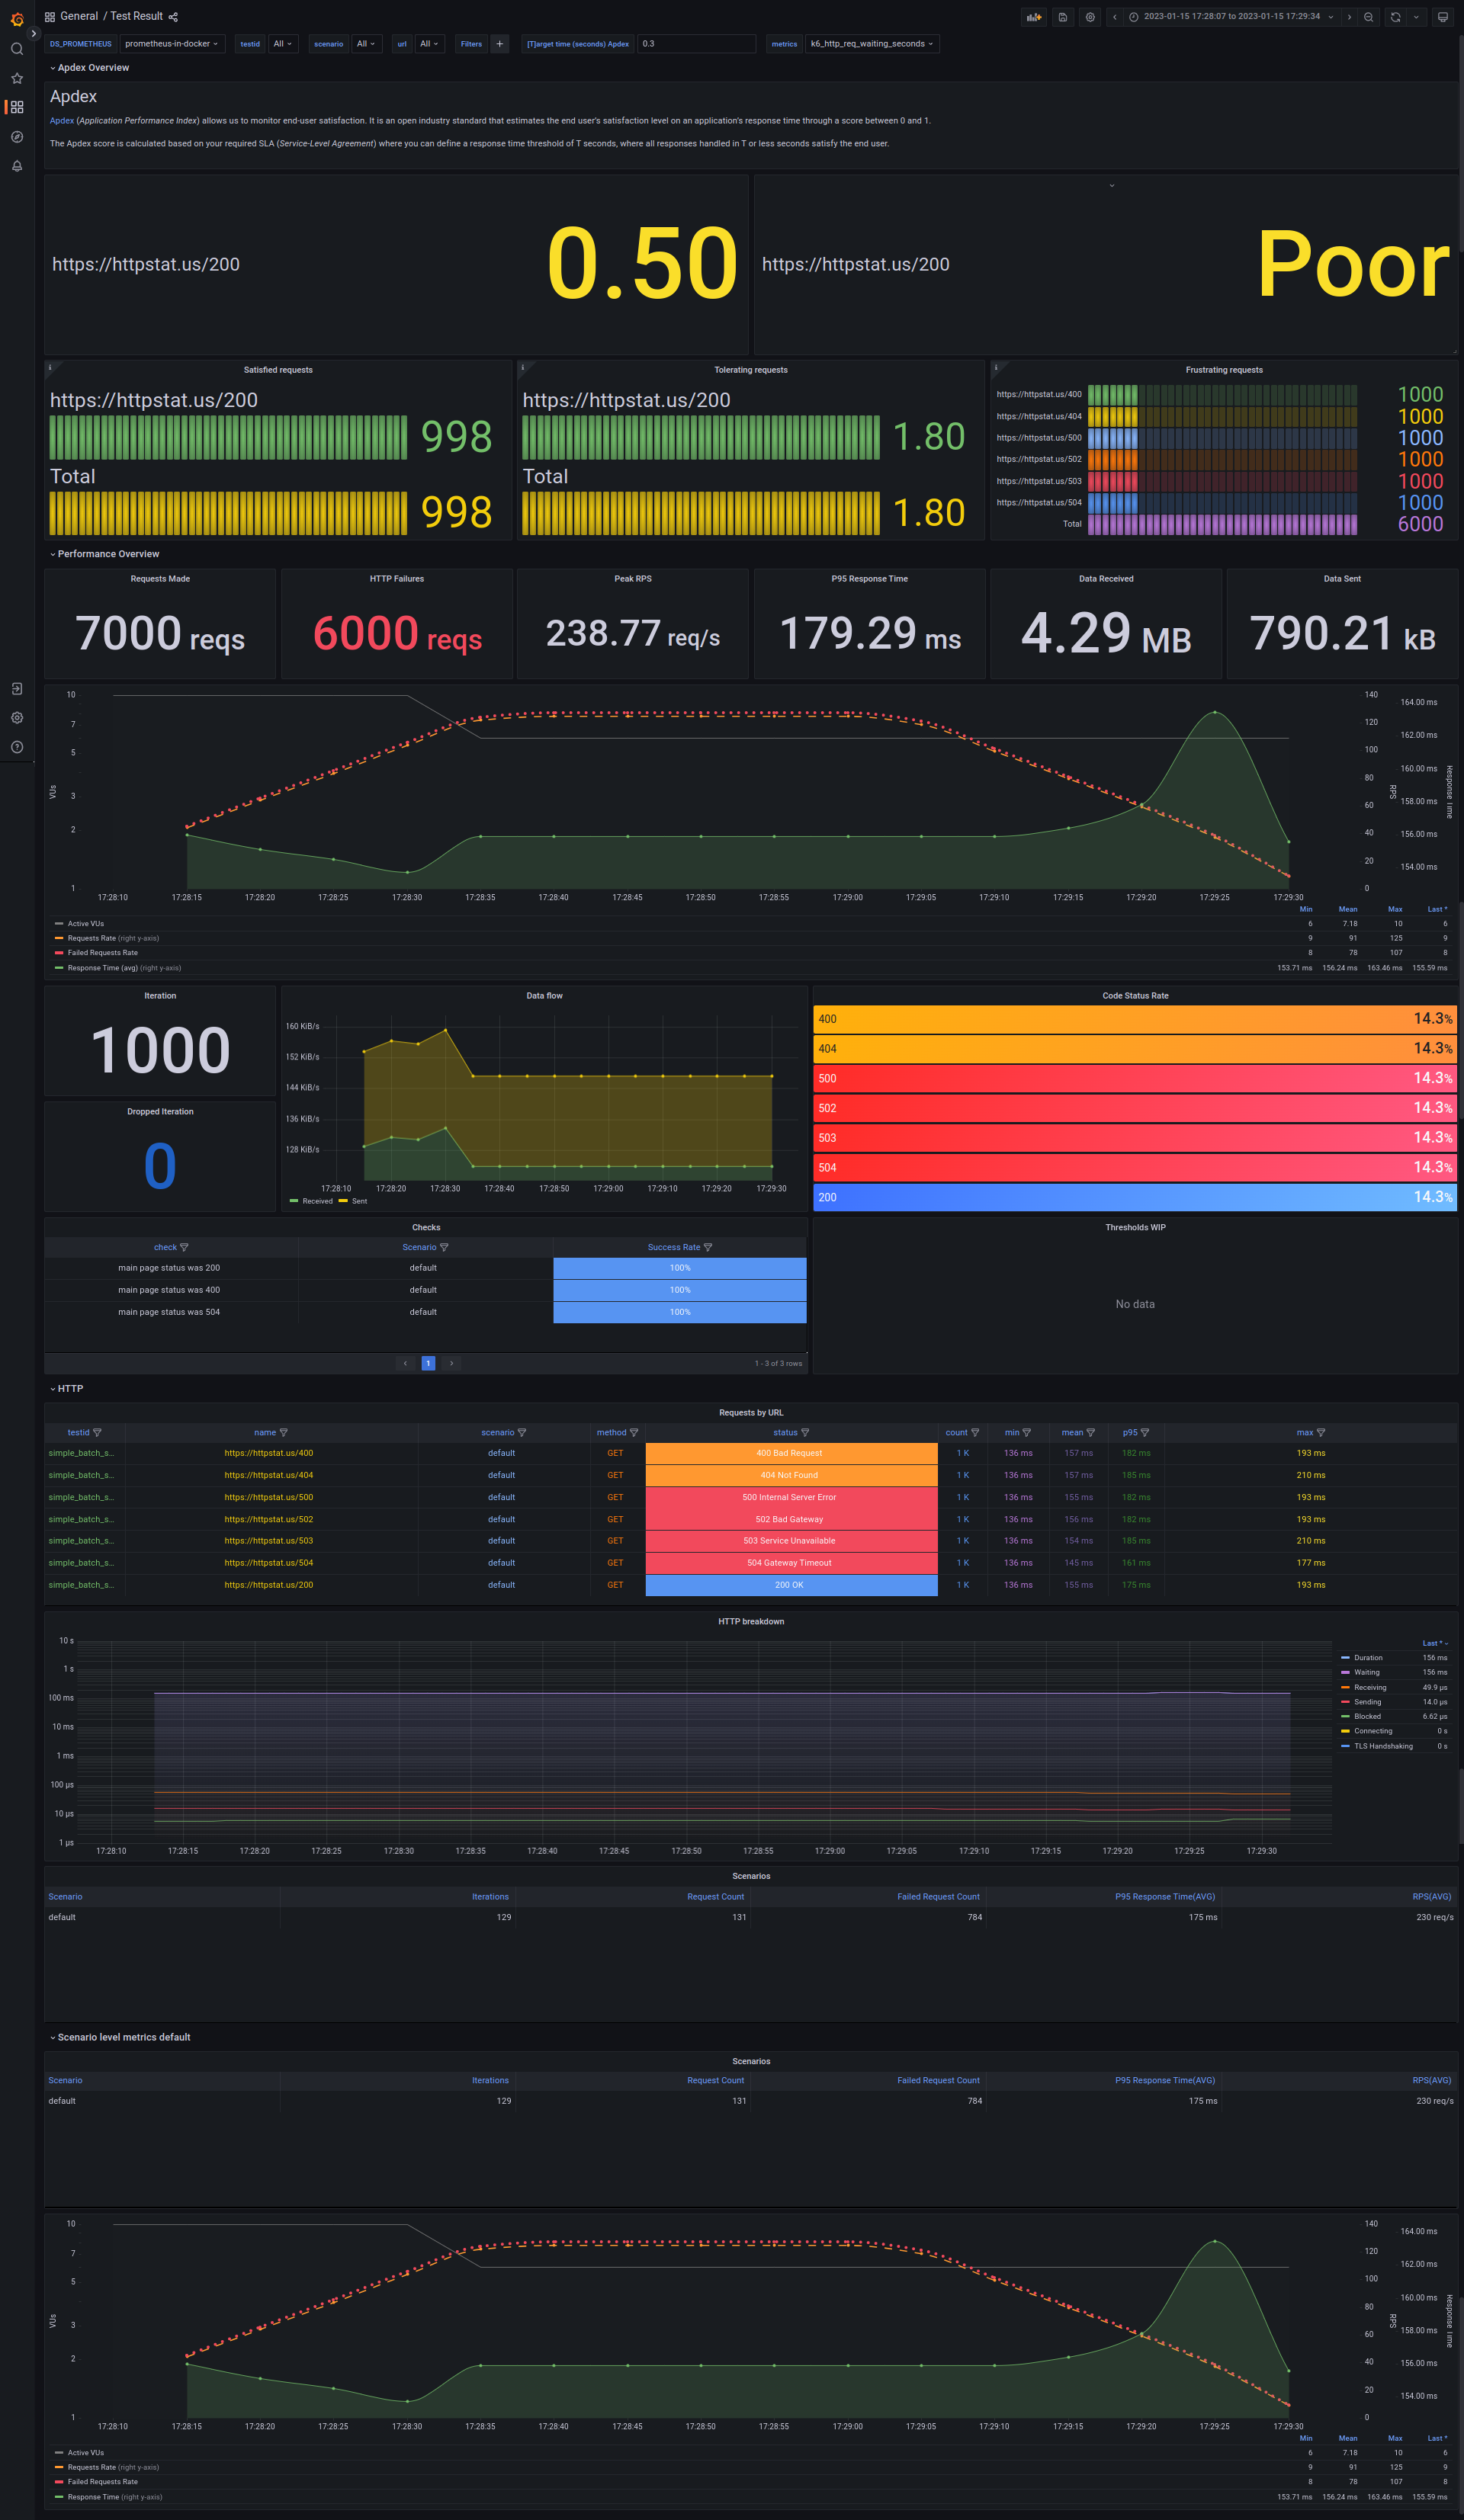 General / Test Result
2023-01-15 17:28:07 to 2023-01-15 17:29:34
DS_PROMETHEUS prometheus-in-docker testid All scenario All url All Filters + [T]arget time (seconds) Apdex 0.3 metrics k6_http_req_waiting_seconds
Apdex Overview
Apdex
Apdex (Application Performance Index) allows us to monitor end-user satisfaction. It is an open industry standard that estimates the end user's satisfaction level on an application's response time through a score between 0 and 1.
The Apdex score is calculated based on your required SLA (Service-Level Agreement) where you can define a response time threshold of T seconds, where all responses handled in T or less seconds satisfy the end user.
https://httpstat.us/200 0.50
https://httpstat.us/200 Poor
Satisfied requests
https://httpstat.us/200
998
Total
998
Tolerating requests
https://httpstat.us/200
1.80
Total
1.80
Frustrating requests
https://httpstat.us/400 1000
https://httpstat.us/404 1000
https://httpstat.us/500 1000
https://httpstat.us/502 1000
https://httpstat.us/503 1000
https://httpstat.us/504 1000
Total 6000
Performance Overview
Requests Made
7000 reqs
HTTP Failures
6000 reqs
Peak RPS
238.77 req/s
P95 Response Time
179.29 ms
Data Received
4.29 MB
Data Sent
790.21 kB
10
7
5
3
2
1
VUs
140
120
100
80
60
40
20
0
RPS
164.00 ms
162.00 ms
160.00 ms
158.00 ms
156.00 ms
154.00 ms
Response Time
17:28:10 17:28:15 17:28:20 17:28:25 17:28:30 17:28:35 17:28:40 17:28:45 17:28:50 17:28:55 17:29:00 17:29:05 17:29:10 17:29:15 17:29:20 17:29:25 17:29:30
Min Mean Max Last *
Active VUs 6 7.18 10 6
Requests Rate (right y-axis) 9 91 125 9
Failed Requests Rate 8 78 107 8
Response Time (avg) (right y-axis) 153.71 ms 156.24 ms 163.46 ms 155.59 ms
Iteration
1000
Dropped Iteration
0
Data flow
160 KiB/s
152 KiB/s
144 KiB/s
136 KiB/s
128 KiB/s
17:28:10 17:28:20 17:28:30 17:28:40 17:28:50 17:29:00 17:29:10 17:29:20 17:29:30
Received Sent
Code Status Rate
400 14.3%
404 14.3%
500 14.3%
502 14.3%
503 14.3%
504 14.3%
200 14.3%
Checks
check Scenario Success Rate
main page status was 200 default 100%
main page status was 400 default 100%
main page status was 504 default 100%
1
1 - 3 of 3 rows
Thresholds WIP
No data
HTTP
Requests by URL
testid name scenario method status count min mean p95 max
simple_batch_s... https://httpstat.us/400 default GET 400 Bad Request 1 K 136 ms 157 ms 182 ms 193 ms
simple_batch_s... https://httpstat.us/404 default GET 404 Not Found 1 K 136 ms 157 ms 185 ms 210 ms
simple_batch_s... https://httpstat.us/500 default GET 500 Internal Server Error 1 K 136 ms 155 ms 182 ms 193 ms
simple_batch_s... https://httpstat.us/502 default GET 502 Bad Gateway 1 K 136 ms 156 ms 182 ms 193 ms
simple_batch_s... https://httpstat.us/503 default GET 503 Service Unavailable 1 K 136 ms 154 ms 185 ms 210 ms
simple_batch_s... https://httpstat.us/504 default GET 504 Gateway Timeout 1 K 136 ms 145 ms 161 ms 177 ms
simple_batch_s... https://httpstat.us/200 default GET 200 OK 1 K 136 ms 155 ms 175 ms 193 ms
HTTP breakdown
10 s
1 s
100 ms
10 ms
1 ms
100 µs
10 µs
1 µs
17:28:10 17:28:15 17:28:20 17:28:25 17:28:30 17:28:35 17:28:40 17:28:45 17:28:50 17:28:55 17:29:00 17:29:05 17:29:10 17:29:15 17:29:20 17:29:25 17:29:30
Last *
Duration 156 ms
Waiting 156 ms
Receiving 49.9 µs
Sending 14.0 µs
Blocked 6.62 µs
Connecting 0 s
TLS Handshaking 0 s
Scenarios
Scenario Iterations Request Count Failed Request Count P95 Response Time(AVG) RPS(AVG)
default 129 131 784 175 ms 230 req/s
Scenario level metrics default
Scenarios
Scenario Iterations Request Count Failed Request Count P95 Response Time(AVG) RPS(AVG)
default 129 131 784 175 ms 230 req/s
10
7
5
3
2
1
VUs
140
120
100
80
60
40
20
0
RPS
164.00 ms
162.00 ms
160.00 ms
158.00 ms
156.00 ms
154.00 ms
Response Time
17:28:10 17:28:15 17:28:20 17:28:25 17:28:30 17:28:35 17:28:40 17:28:45 17:28:50 17:28:55 17:29:00 17:29:05 17:29:10 17:29:15 17:29:20 17:29:25 17:29:30
Min Mean Max Last *
Active VUs 6 7.18 10 6
Requests Rate (right y-axis) 9 91 125 9
Failed Requests Rate 8 78 107 8
Response Time (right y-axis) 153.71 ms 156.24 ms 163.46 ms 155.59 ms